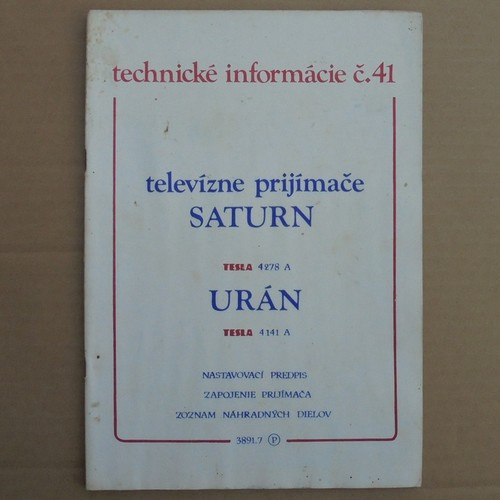 technické informácie č.41
televízne prijímače
SATURN
TESLA 4278 A
URÁN
TESLA 4141 A
NASTAVOVACÍ PREDPIS
ZAPOJENIE PRIJÍMAČA
ZOZNAM NÁHRADNÝCH DIELOV
3891.7 P